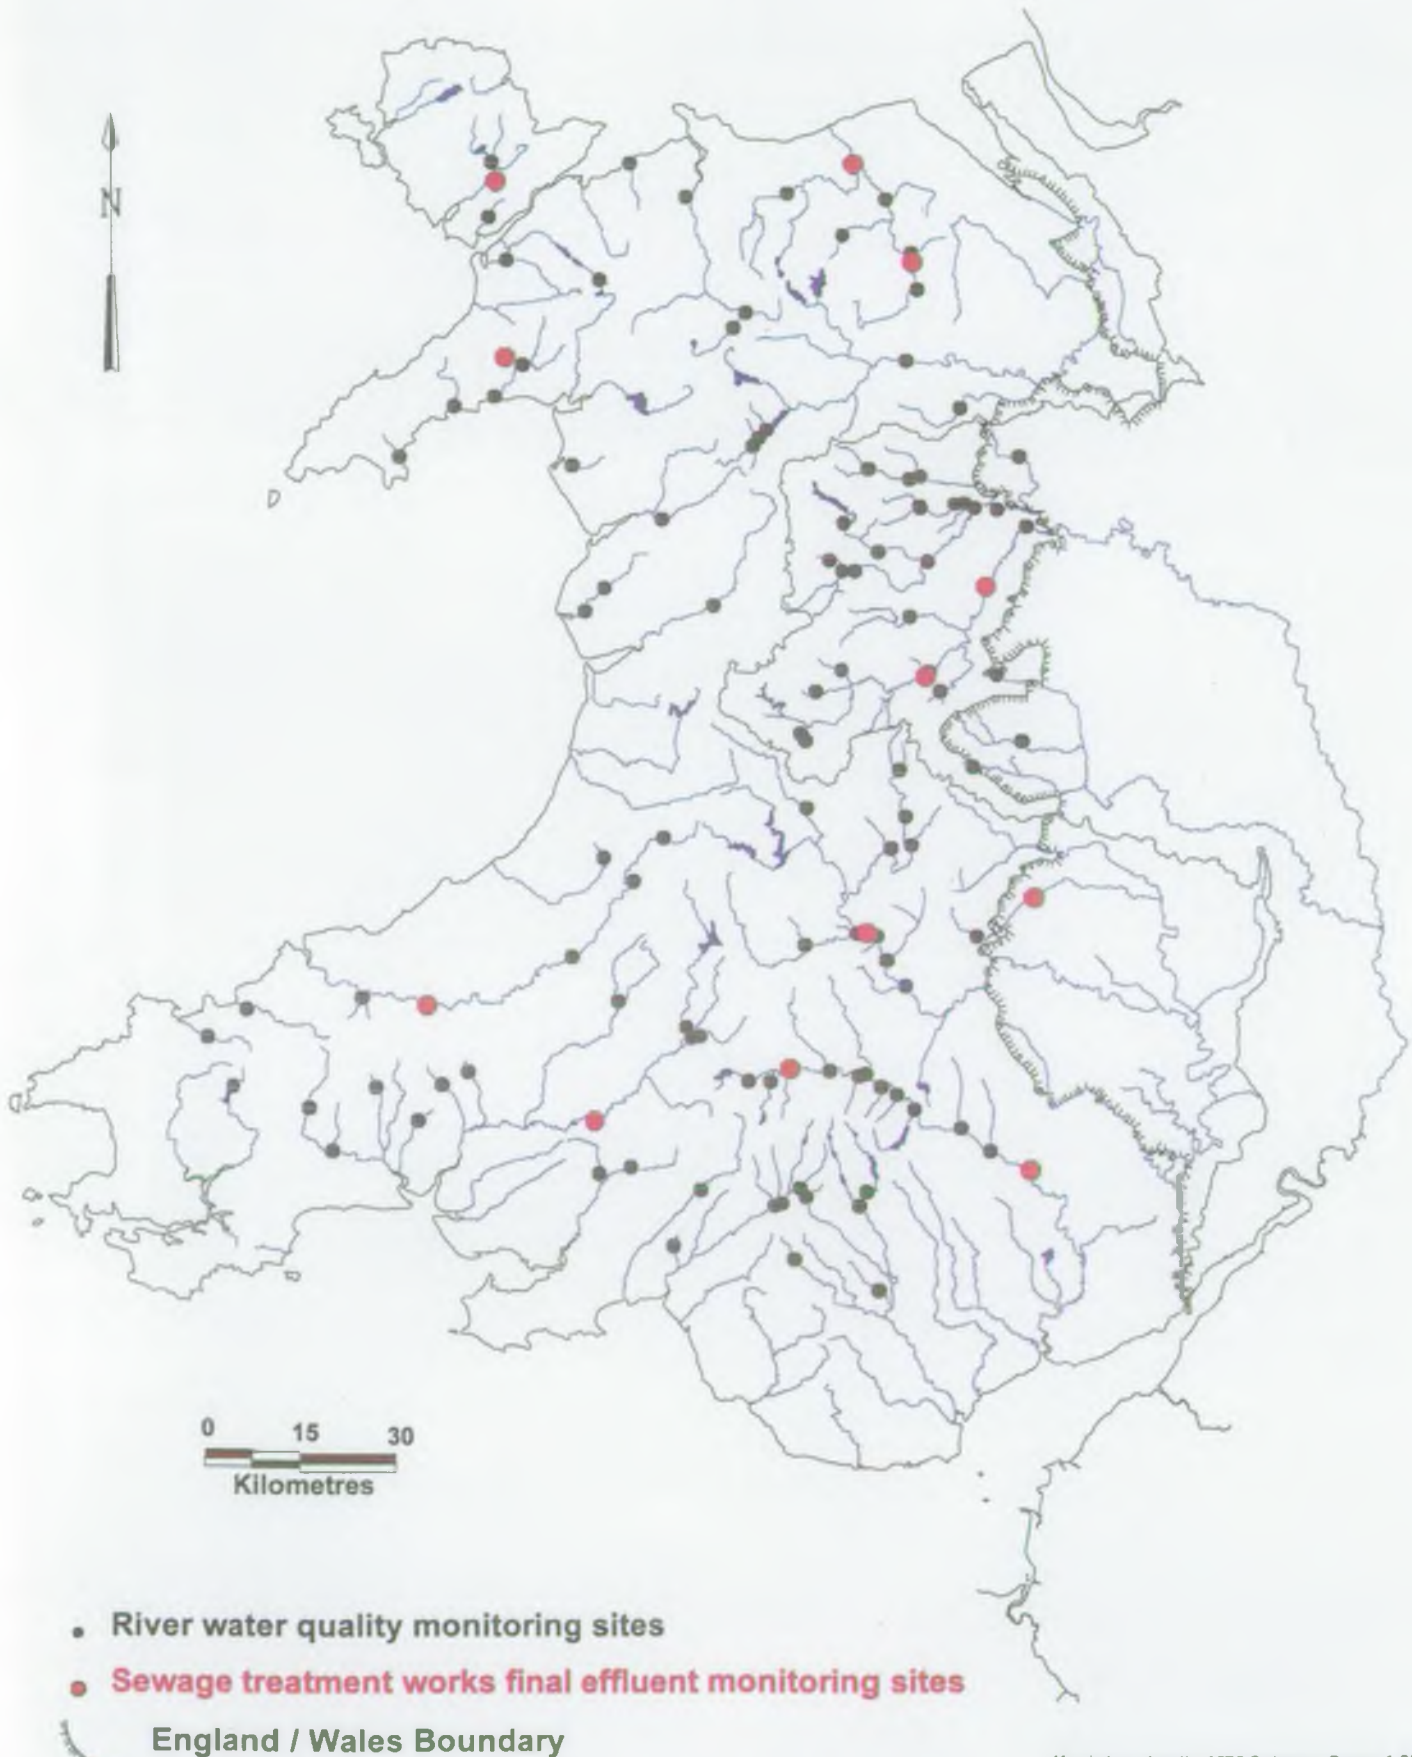 N
0 15 30
Kilometres
River water quality monitoring sites
Sewage treatment works final effluent monitoring sites
England / Wales Boundary